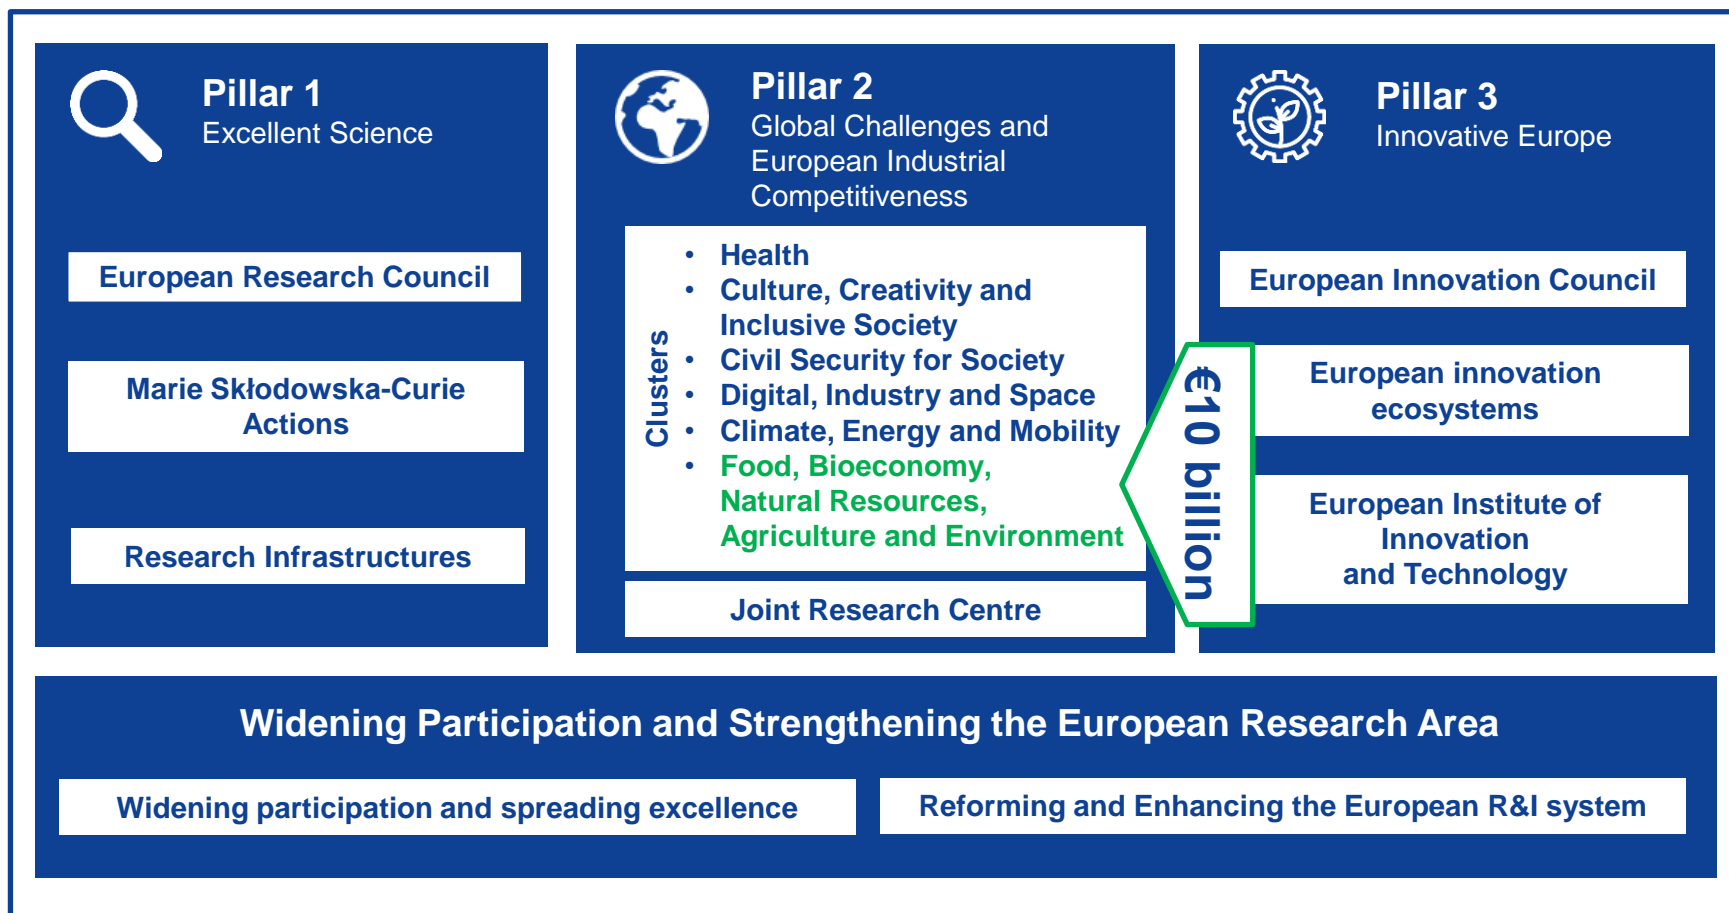 Pillar 1
Excellent Science
European Research Council
Marie Skłodowska-Curie
Actions
Research Infrastructures
Pillar 2
Global Challenges and
European Industrial
Competitiveness
Clusters
• Health
• Culture, Creativity and
Inclusive Society
• Civil Security for Society
• Digital, Industry and Space
• Climate, Energy and Mobility
• Food, Bioeconomy,
Natural Resources,
Agriculture and Environment
Joint Research Centre
€10 billion
Pillar 3
Innovative Europe
European Innovation Council
European innovation
ecosystems
European Institute of
Innovation
and Technology
Widening Participation and Strengthening the European Research Area
Widening participation and spreading excellence
Reforming and Enhancing the European R&I system